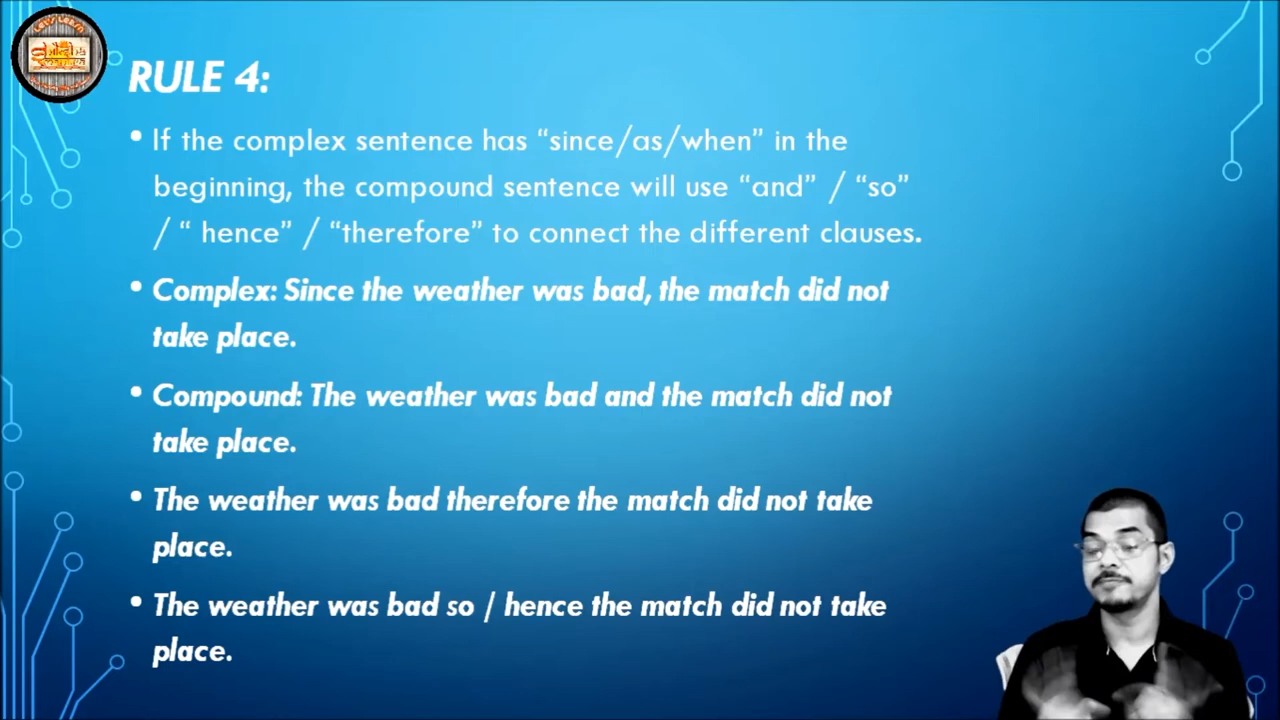 RULE 4:
• If the complex sentence has “since/as/when” in the
beginning, the compound sentence will use “and” / “so”
/ “ hence” / “therefore” to connect the different clauses.
• Complex: Since the weather was bad, the match did not
take place.
• Compound: The weather was bad and the match did not
take place.
• The weather was bad therefore the match did not take
place.
• The weather was bad so / hence the match did not take
place.